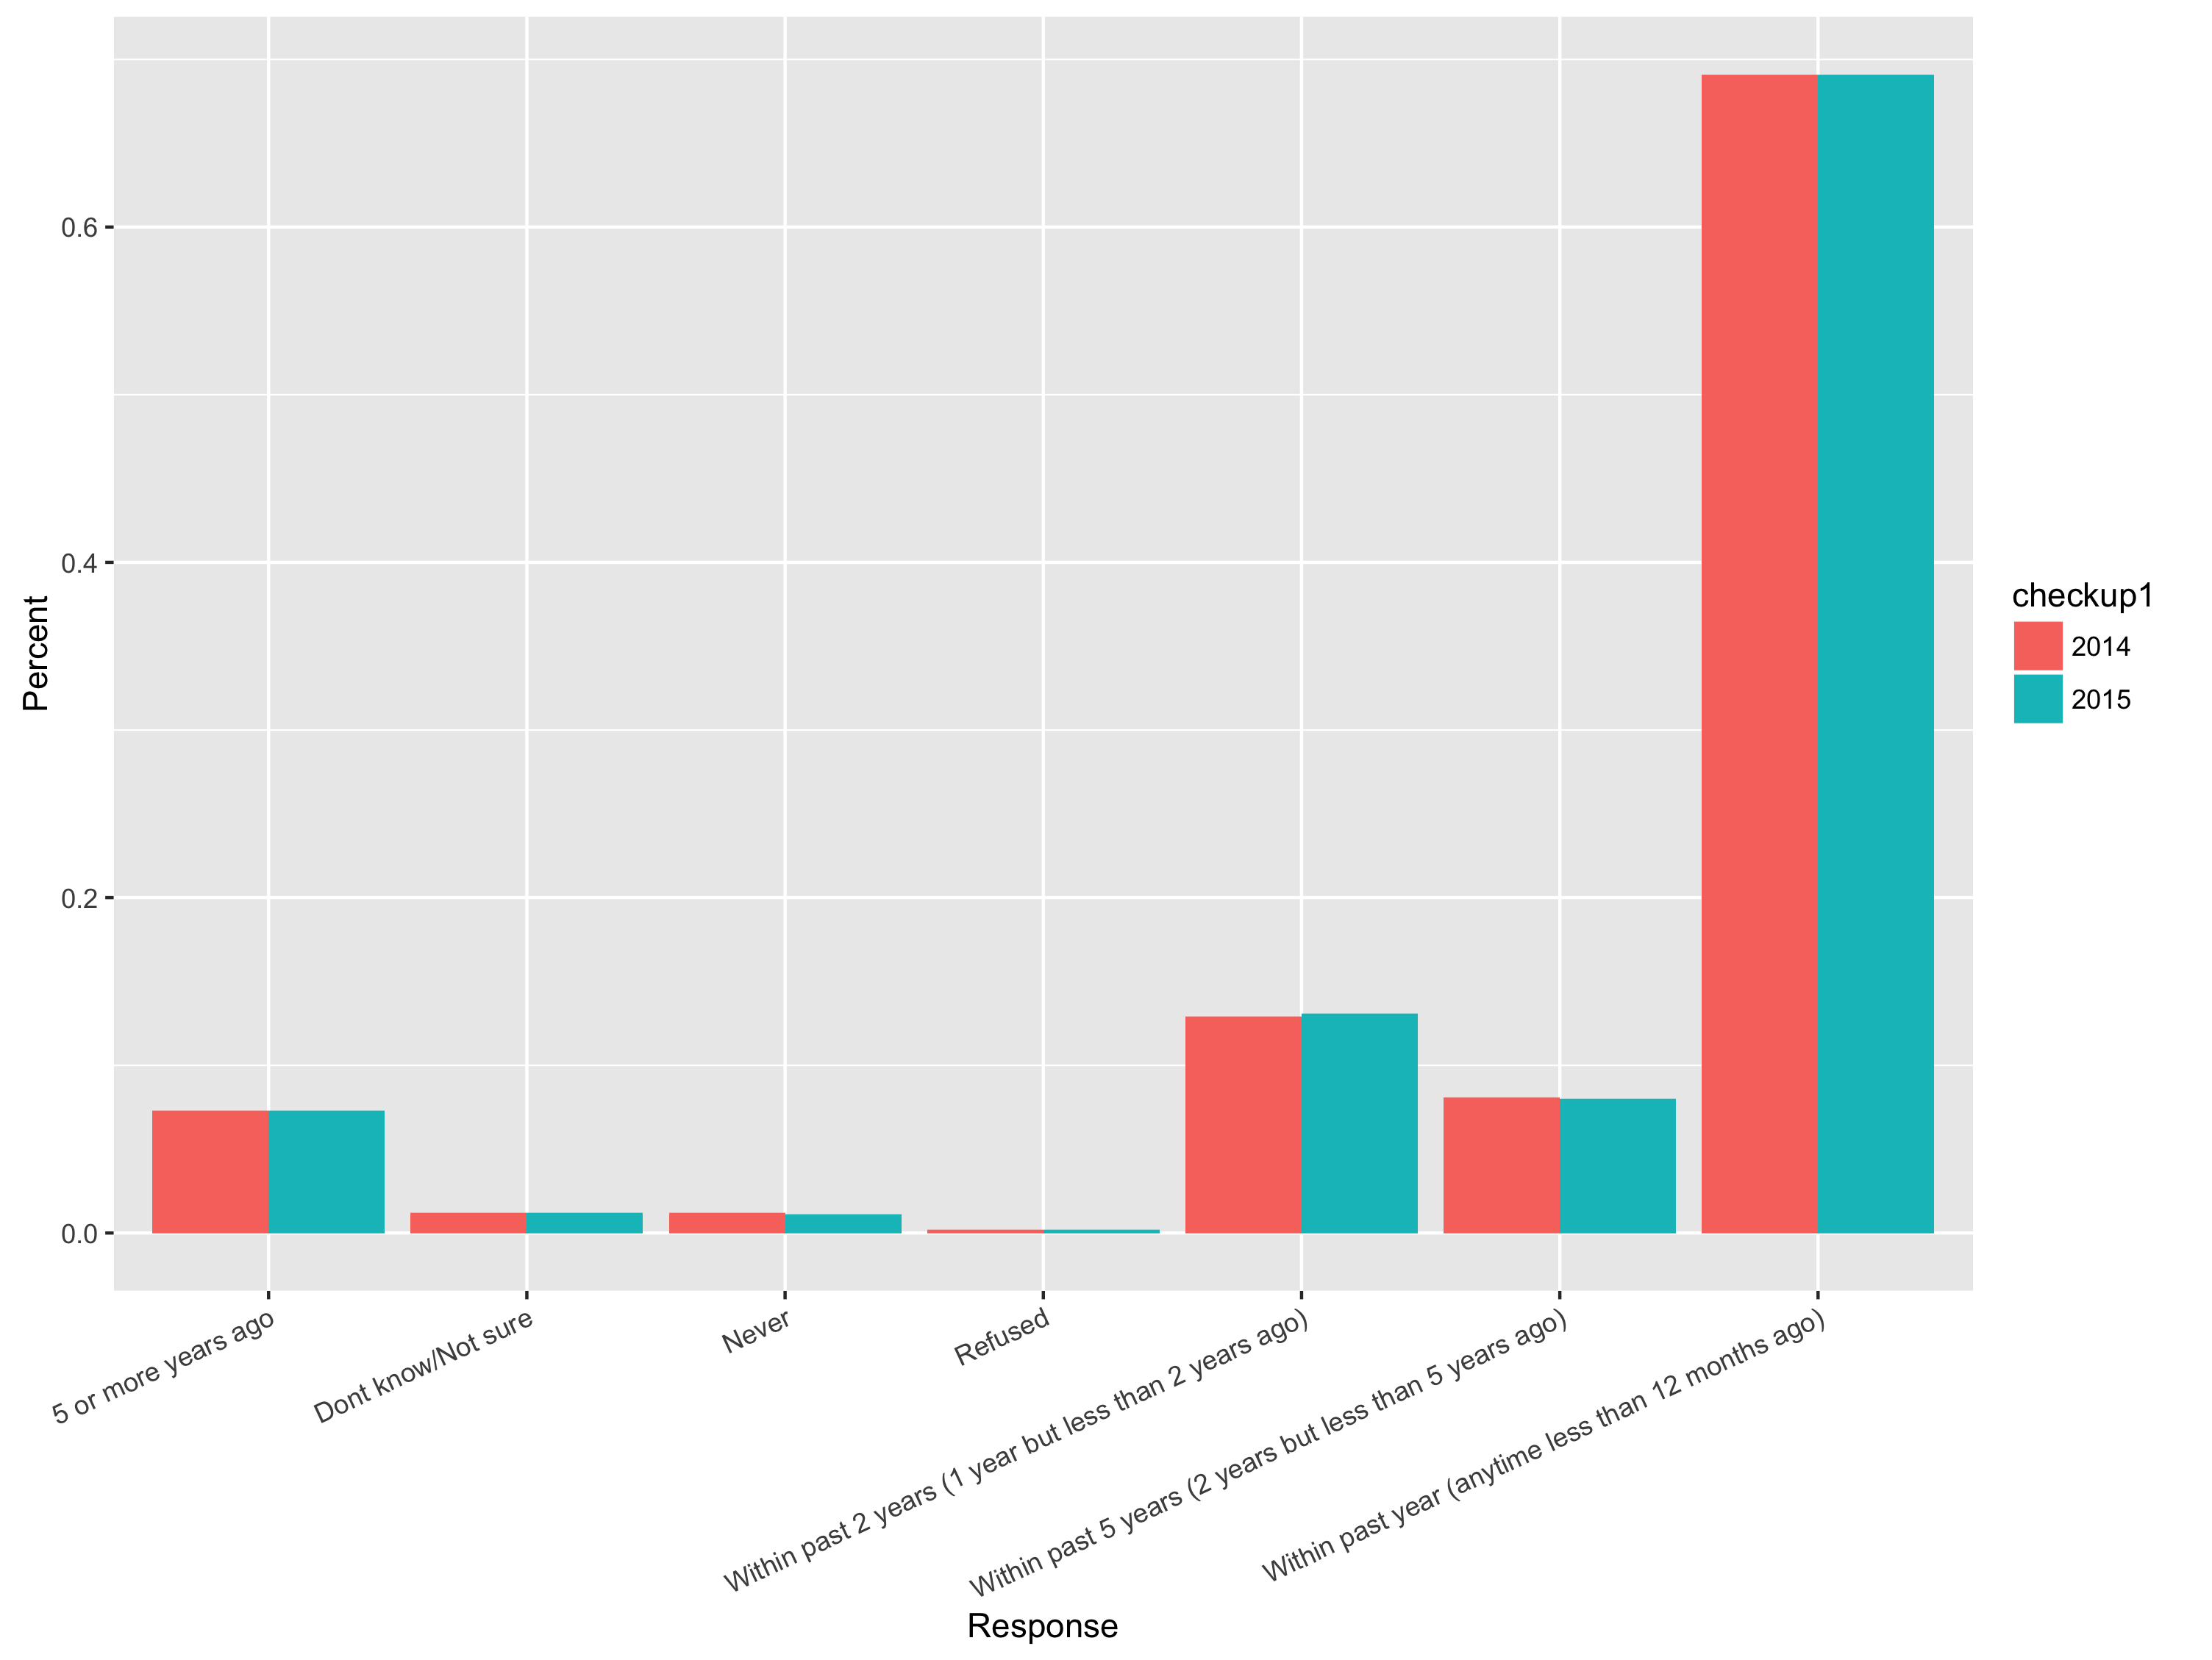 Percent
0.6
0.4
0.2
0.0
5 or more years ago
Dont know/Not sure
Never
Refused
Within past 2 years (1 year but less than 2 years ago)
Within past 5 years (2 years but less than 5 years ago)
Within past year (anytime less than 12 months ago)
Response
checkup1
2014
2015